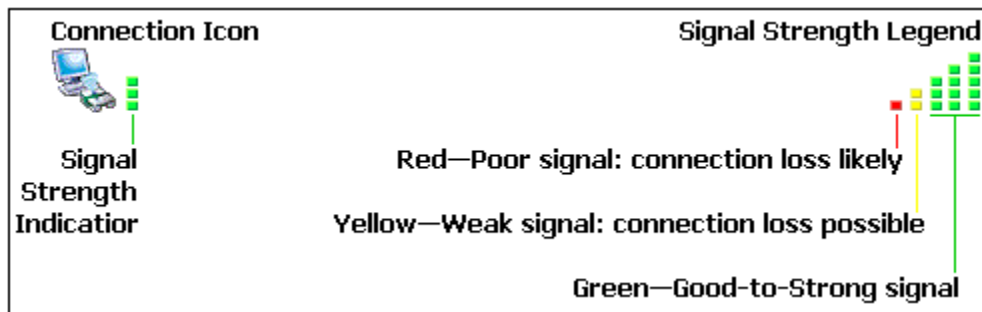 Connection Icon
Signal Strength Legend
Signal
Strength
Indicatior
Red—Poor signal: connection loss likely
Yellow—Weak signal: connection loss possible
Green—Good-to-Strong signal